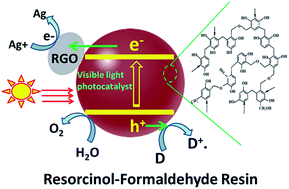 Ag
Ag+
e-
RGO
e-
Visible light
photocatalyst
h+
O₂
H₂O
D
D⁺.
Resorcinol-Formaldehyde Resin